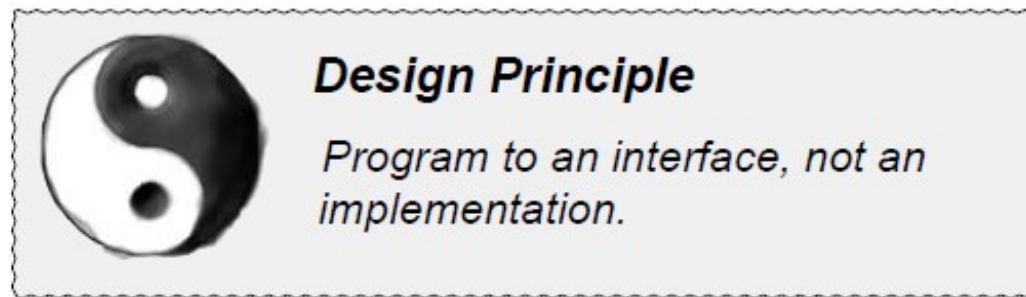 Design Principle
Program to an interface, not an
implementation.